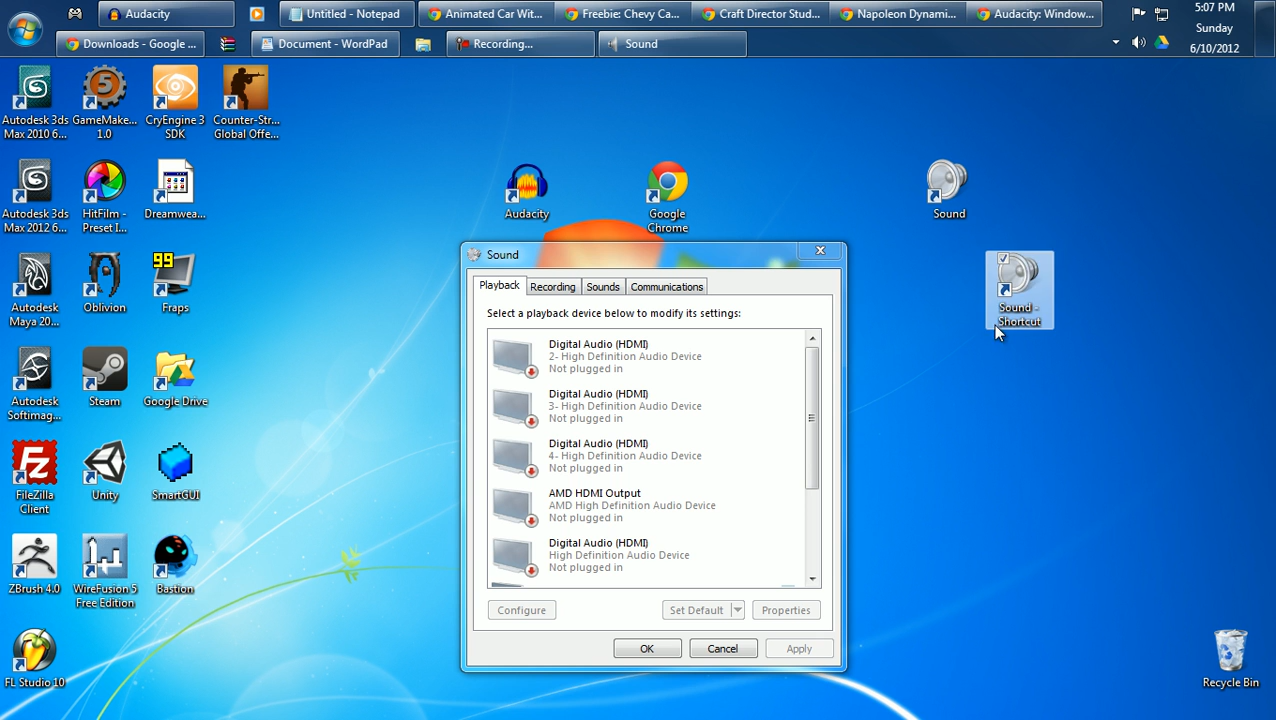 Audacity
Untitled - Notepad
Animated Car Wit...
Freebie: Chevy Ca...
Craft Director Stud...
Napoleon Dynami...
Audacity: Window...
5:07 PM
Sunday
6/10/2012
Downloads - Google ...
Document - WordPad
Recording...
Sound
Autodesk 3ds
Max 2010 6...
GameMake...
1.0
CryEngine 3
SDK
Counter-Str...
Global Offe...
Autodesk 3ds
Max 2012 6...
HitFilm -
Preset I...
Dreamwea...
Audacity
Google
Chrome
Sound
Sound -
Shortcut
Autodesk
Maya 20...
Oblivion
99
Fraps
Autodesk
Softimag...
Steam
Google Drive
FileZilla
Client
Unity
SmartGUI
ZBrush 4.0
WireFusion 5
Free Edition
Bastion
FL Studio 10
Recycle Bin
Sound
Playback
Recording
Sounds
Communications
Select a playback device below to modify its settings:
Digital Audio (HDMI)
2- High Definition Audio Device
Not plugged in
Digital Audio (HDMI)
3- High Definition Audio Device
Not plugged in
Digital Audio (HDMI)
4- High Definition Audio Device
Not plugged in
AMD HDMI Output
AMD High Definition Audio Device
Not plugged in
Digital Audio (HDMI)
High Definition Audio Device
Not plugged in
Configure
Set Default
Properties
OK
Cancel
Apply